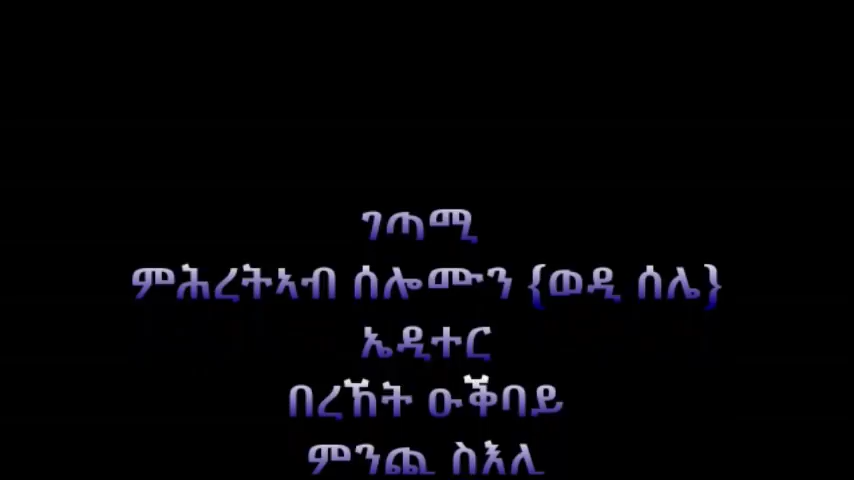 ገጣሚ
ምሕረትኣብ ሰሎሙን {ወዲ ሰሌ}
ኤዲተር
በረኸት ዑቕባይ
ምንጪ ስእሊ